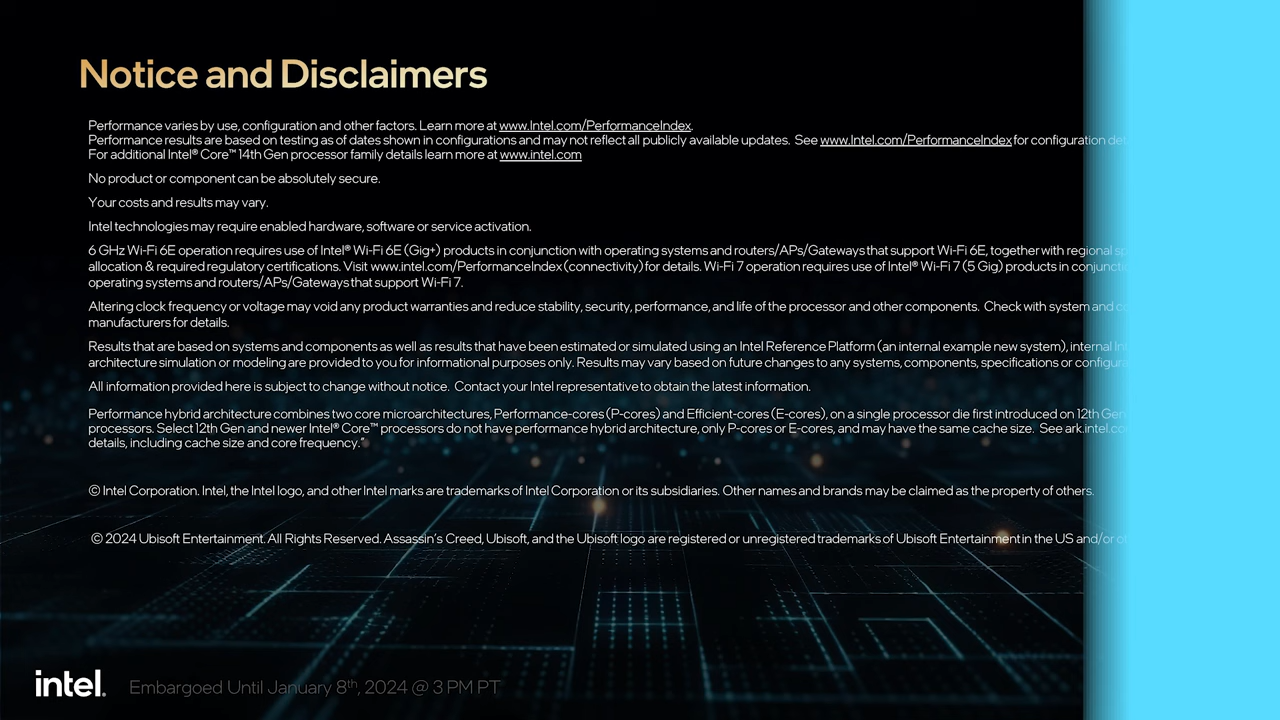 Notice and Disclaimers
Performance varies by use, configuration and other factors. Learn more at www.Intel.com/PerformanceIndex.
Performance results are based on testing as of dates shown in configurations and may not reflect all publicly available updates. See www.Intel.com/PerformanceIndex for configuration
For additional Intel® Core™ 14th Gen processor family details learn more at www.intel.com
No product or component can be absolutely secure.
Your costs and results may vary.
Intel technologies may require enabled hardware, software or service activation.
6 GHz Wi-Fi 6E operation requires use of Intel® Wi-Fi 6E (Gig+) products in conjunction with operating systems and routers/APs/Gateways that support Wi-Fi 6E, together with regional
allocation & required regulatory certifications. Visit www.intel.com/PerformanceIndex (connectivity) for details. Wi-Fi 7 operation requires use of Intel® Wi-Fi 7 (5 Gig) products in
operating systems and routers/APs/Gateways that support Wi-Fi 7.
Altering clock frequency or voltage may void any product warranties and reduce stability, security, performance, and life of the processor and other components. Check with system and
manufacturers for details.
Results that are based on systems and components as well as results that have been estimated or simulated using an Intel Reference Platform (an internal example new system), internal
architecture simulation or modeling are provided to you for informational purposes only. Results may vary based on future changes to any systems, components, specifications or
All information provided here is subject to change without notice. Contact your Intel representative to obtain the latest information.
Performance hybrid architecture combines two core microarchitectures, Performance-cores (P-cores) and Efficient-cores (E-cores), on a single processor die first introduced on 12th Gen
processors. Select 12th Gen and newer Intel® Core™ processors do not have performance hybrid architecture, only P-cores or E-cores, and may have the same cache size. See
details, including cache size and core frequency."
© Intel Corporation. Intel, the Intel logo, and other Intel marks are trademarks of Intel Corporation or its subsidiaries. Other names and brands may be claimed as the property of others.
© 2024 Ubisoft Entertainment. All Rights Reserved. Assassin's Creed, Ubisoft, and the Ubisoft logo are registered or unregistered trademarks of Ubisoft Entertainment in the US and/or
intel. Embargoed Until January 8th, 2024 @ 3 PM PT